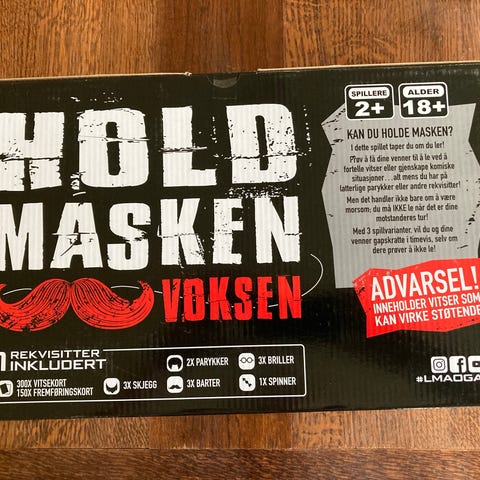 HOLD
MASKEN
VOKSEN
SPILLERE
2+
ALDER
18+
KAN DU HOLDE MASKEN?
I dette spillet taper du om du ler!
Prøv å få dine venner til å le ved å
fortelle vitser eller gjenskape komiske
situasjoner...alt mens du har på
latterlige parykker eller andre rekvisitter!
Men det handler ikke bare om å være
morsom; du må IKKE le når det er dine
motstanderes tur!
Med 3 spillvarianter, vil du og dine
venner gapskratte i timevis, selv om
dere prøver å ikke le!
ADVARSEL!
INNEHOLDER VITSER SOM
KAN VIRKE STØTENDE
REKVISITTER
INKLUDERT
300X VITSEKORT
150X FREMFØRINGSKORT
3X SKJEGG
2X PARYKKER
3X BARTER
3X BRILLER
1X SPINNER
#LMAOGA